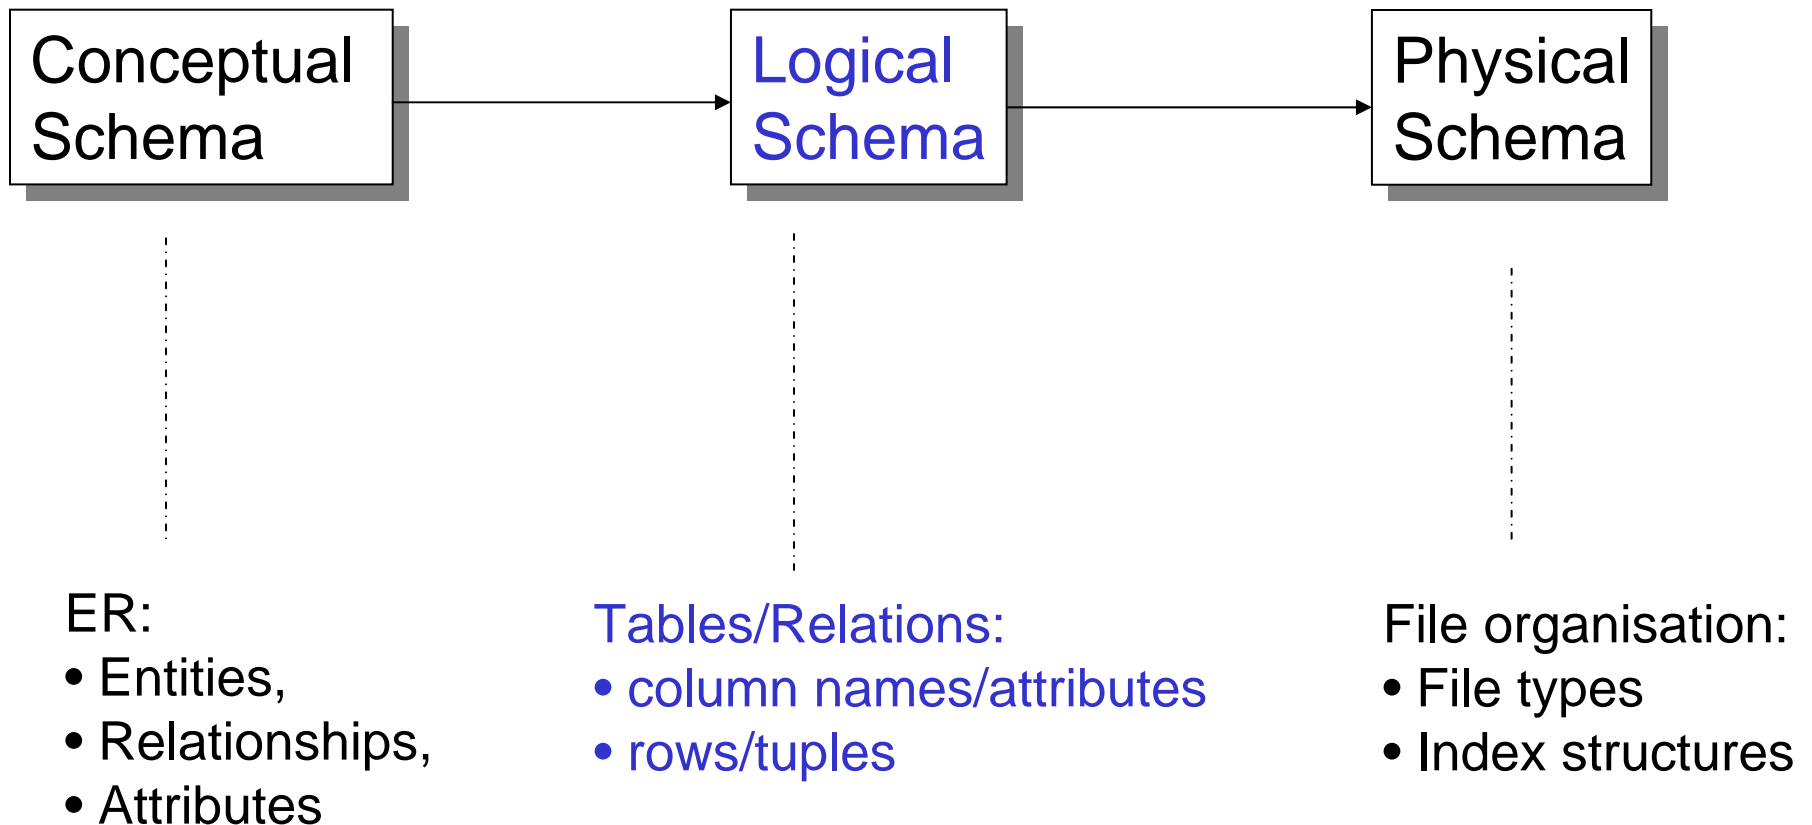 Conceptual
Schema
Logical
Schema
Physical
Schema
ER:
• Entities,
• Relationships,
• Attributes
Tables/Relations:
• column names/attributes
• rows/tuples
File organisation:
• File types
• Index structures